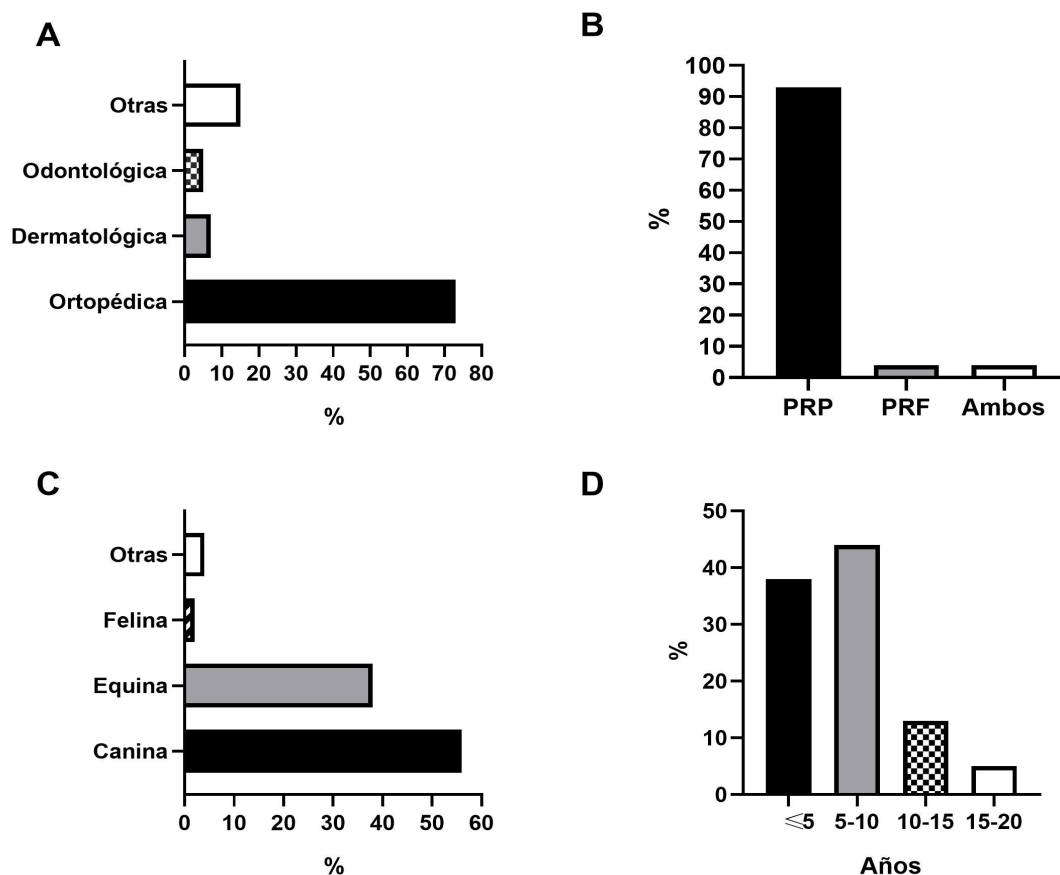 A
Otras
Odontológica
Dermatológica
Ortopédica
0 10 20 30 40 50 60 70 80
%
B
100
90
80
70
60
50
40
30
20
10
0
%
PRP PRF Ambos
C
Otras
Felina
Equina
Canina
0 10 20 30 40 50 60
%
D
50
40
30
20
10
0
%
⩽5 5-10 10-15 15-20
Años